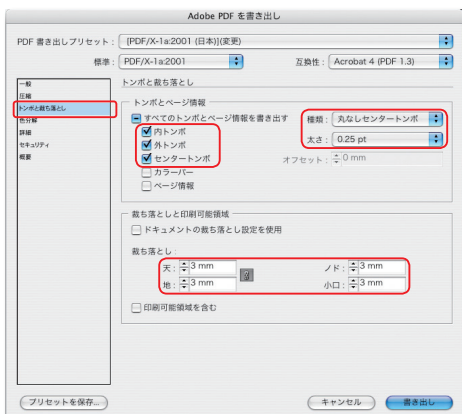 Adobe PDF を書き出し
PDF 書き出しプリセット : [PDF/X-1a:2001 (日本)](変更)
標準 : PDF/X-1a:2001 互換性 : Acrobat 4 (PDF 1.3)
一般
圧縮
トンボと裁ち落とし
色分解
詳細
セキュリティ
概要
トンボと裁ち落とし
トンボとページ情報
すべてのトンボとページ情報を書き出す
内トンボ
外トンボ
センタートンボ
カラーバー
ページ情報
種類 : 丸なしセンタートンボ
太さ : 0.25 pt
オフセット : 0 mm
裁ち落としと印刷可能領域
ドキュメントの裁ち落とし設定を使用
裁ち落とし :
天 : 3 mm ノド : 3 mm
地 : 3 mm 小口 : 3 mm
印刷可能領域を含む
プリセットを保存... キャンセル 書き出し